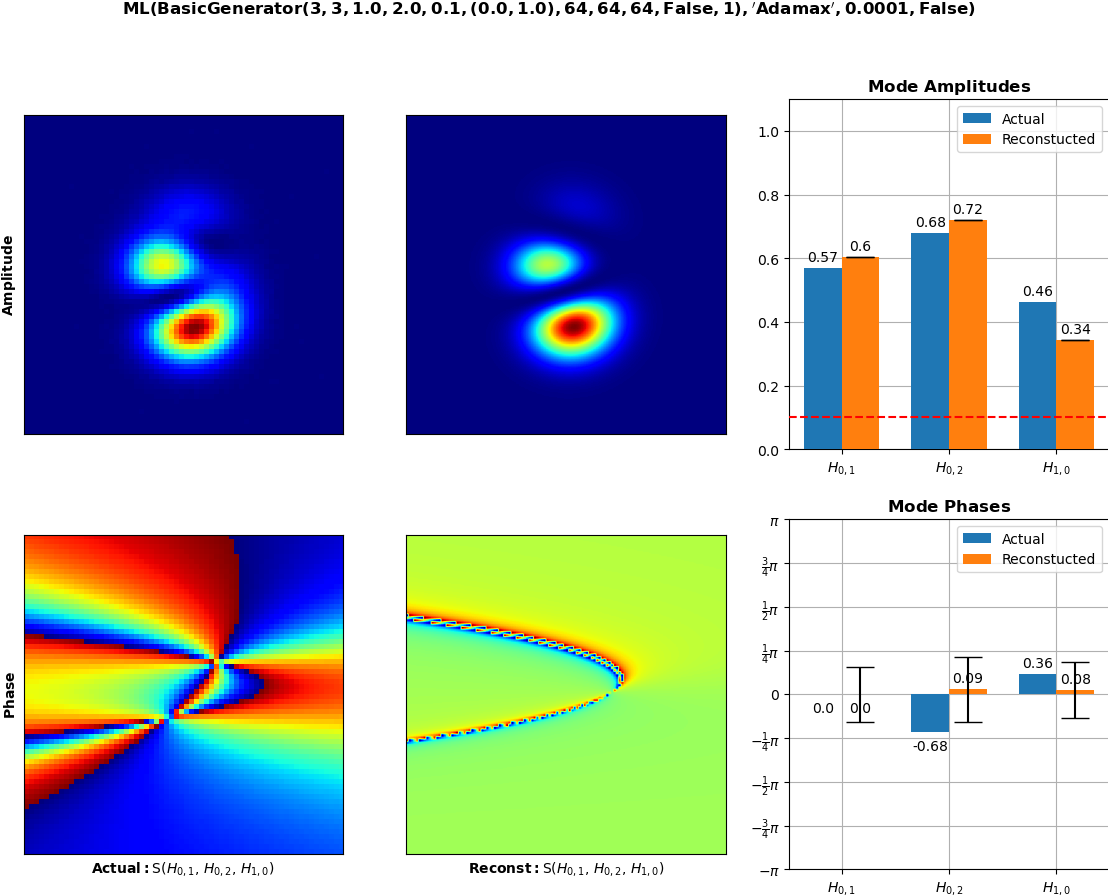 ML(BasicGenerator(3, 3, 1.0, 2.0, 0.1, (0.0, 1.0), 64, 64, 64, False, 1), ′Adamax′, 0.0001, False)
Amplitude
Mode Amplitudes
Actual
Reconstucted
1.0
0.8
0.6
0.4
0.2
0.0
0.57
0.6
0.68
0.72
0.46
0.34
H0,1
H0,2
H1,0
Phase
Actual: S(H0,1, H0,2, H1,0)
Reconst: S(H0,1, H0,2, H1,0)
Mode Phases
Actual
Reconstucted
π
3/4π
1/2π
1/4π
0
−1/4π
−1/2π
−3/4π
−π
0.0
0.0
-0.68
0.09
0.36
0.08
H0,1
H0,2
H1,0